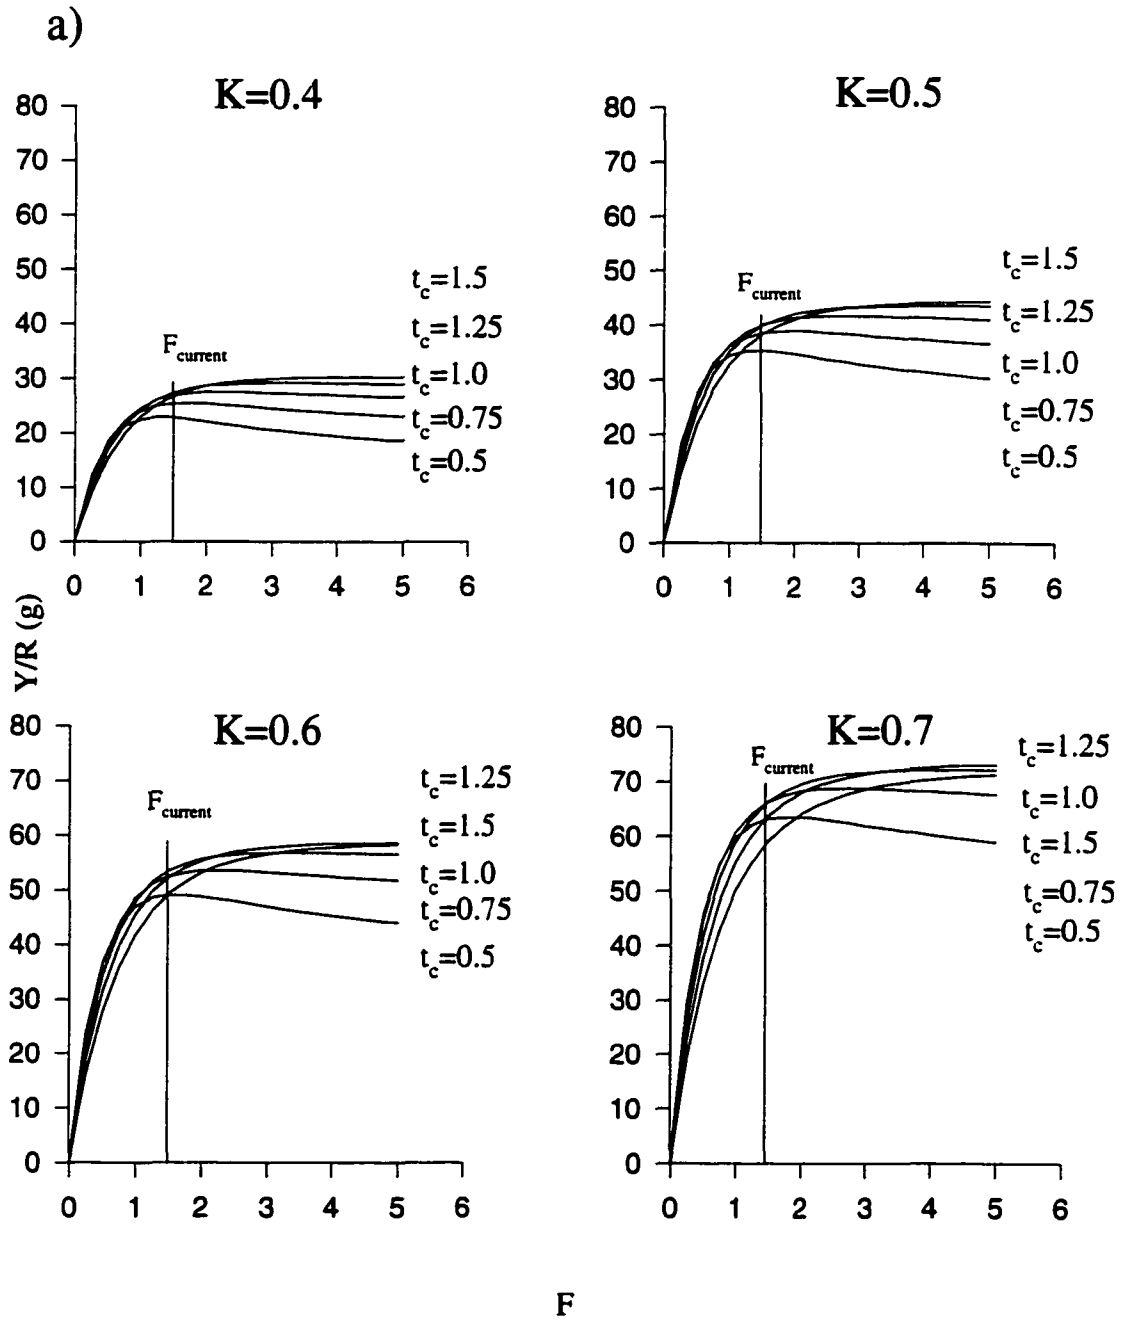 a)
K=0.4
80
70
60
50
40
30
20
10
0
0 1 2 3 4 5 6
F_current
t_c=1.5
t_c=1.25
t_c=1.0
t_c=0.75
t_c=0.5
K=0.5
80
70
60
50
40
30
20
10
0
0 1 2 3 4 5 6
F_current
t_c=1.5
t_c=1.25
t_c=1.0
t_c=0.75
t_c=0.5
Y/R (g)
K=0.6
80
70
60
50
40
30
20
10
0
0 1 2 3 4 5 6
F_current
t_c=1.25
t_c=1.5
t_c=1.0
t_c=0.75
t_c=0.5
K=0.7
80
70
60
50
40
30
20
10
0
0 1 2 3 4 5 6
F_current
t_c=1.25
t_c=1.0
t_c=1.5
t_c=0.75
t_c=0.5
F